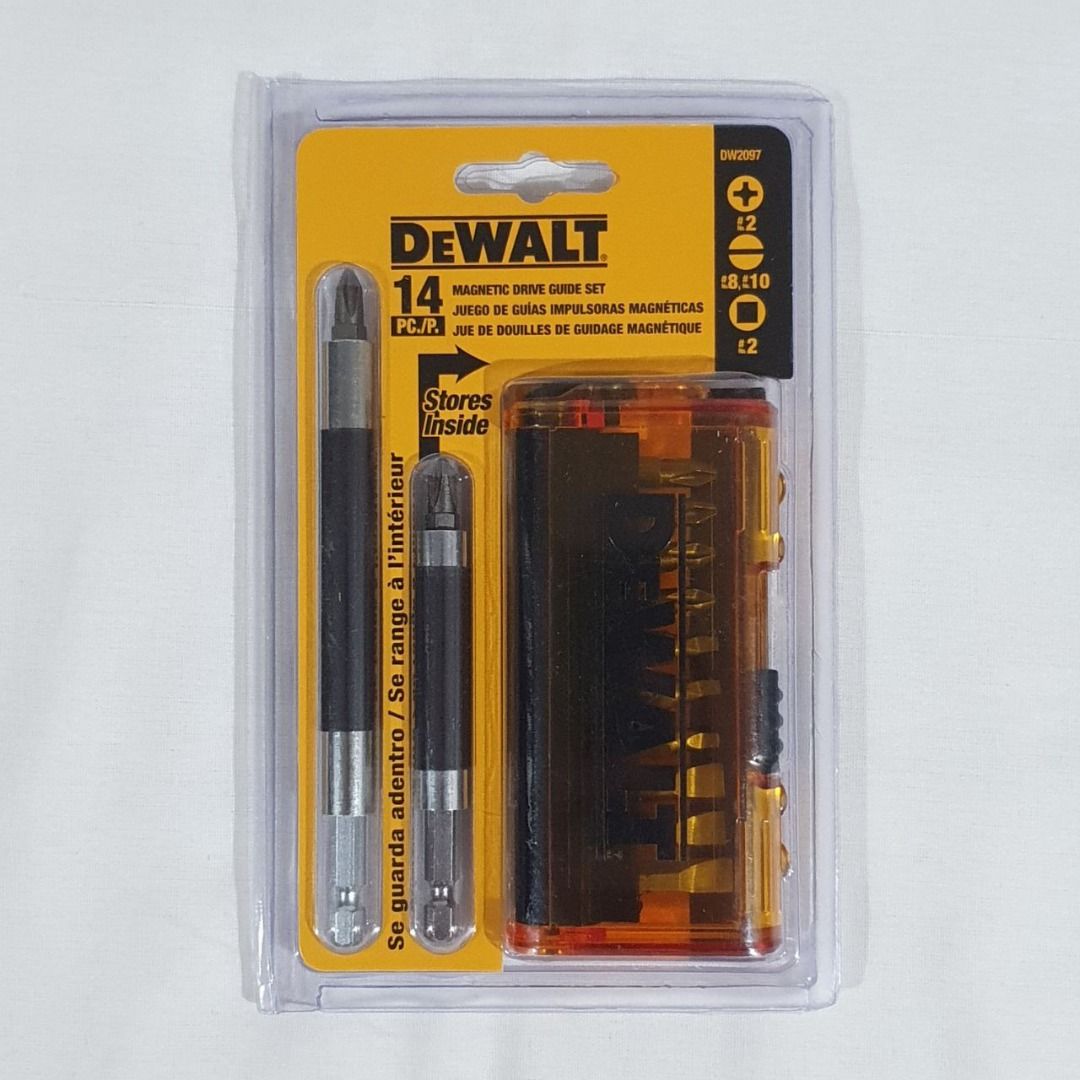 DW2097
#2
#8, #10
#2
DEWALT®
14
PC./P.
MAGNETIC DRIVE GUIDE SET
JUEGO DE GUÍAS IMPULSORAS MAGNÉTICAS
JUE DE DOUILLES DE GUIDAGE MAGNÉTIQUE
Stores
Inside
Se guarda adentro / Se range à l'intérieur
DEWALT